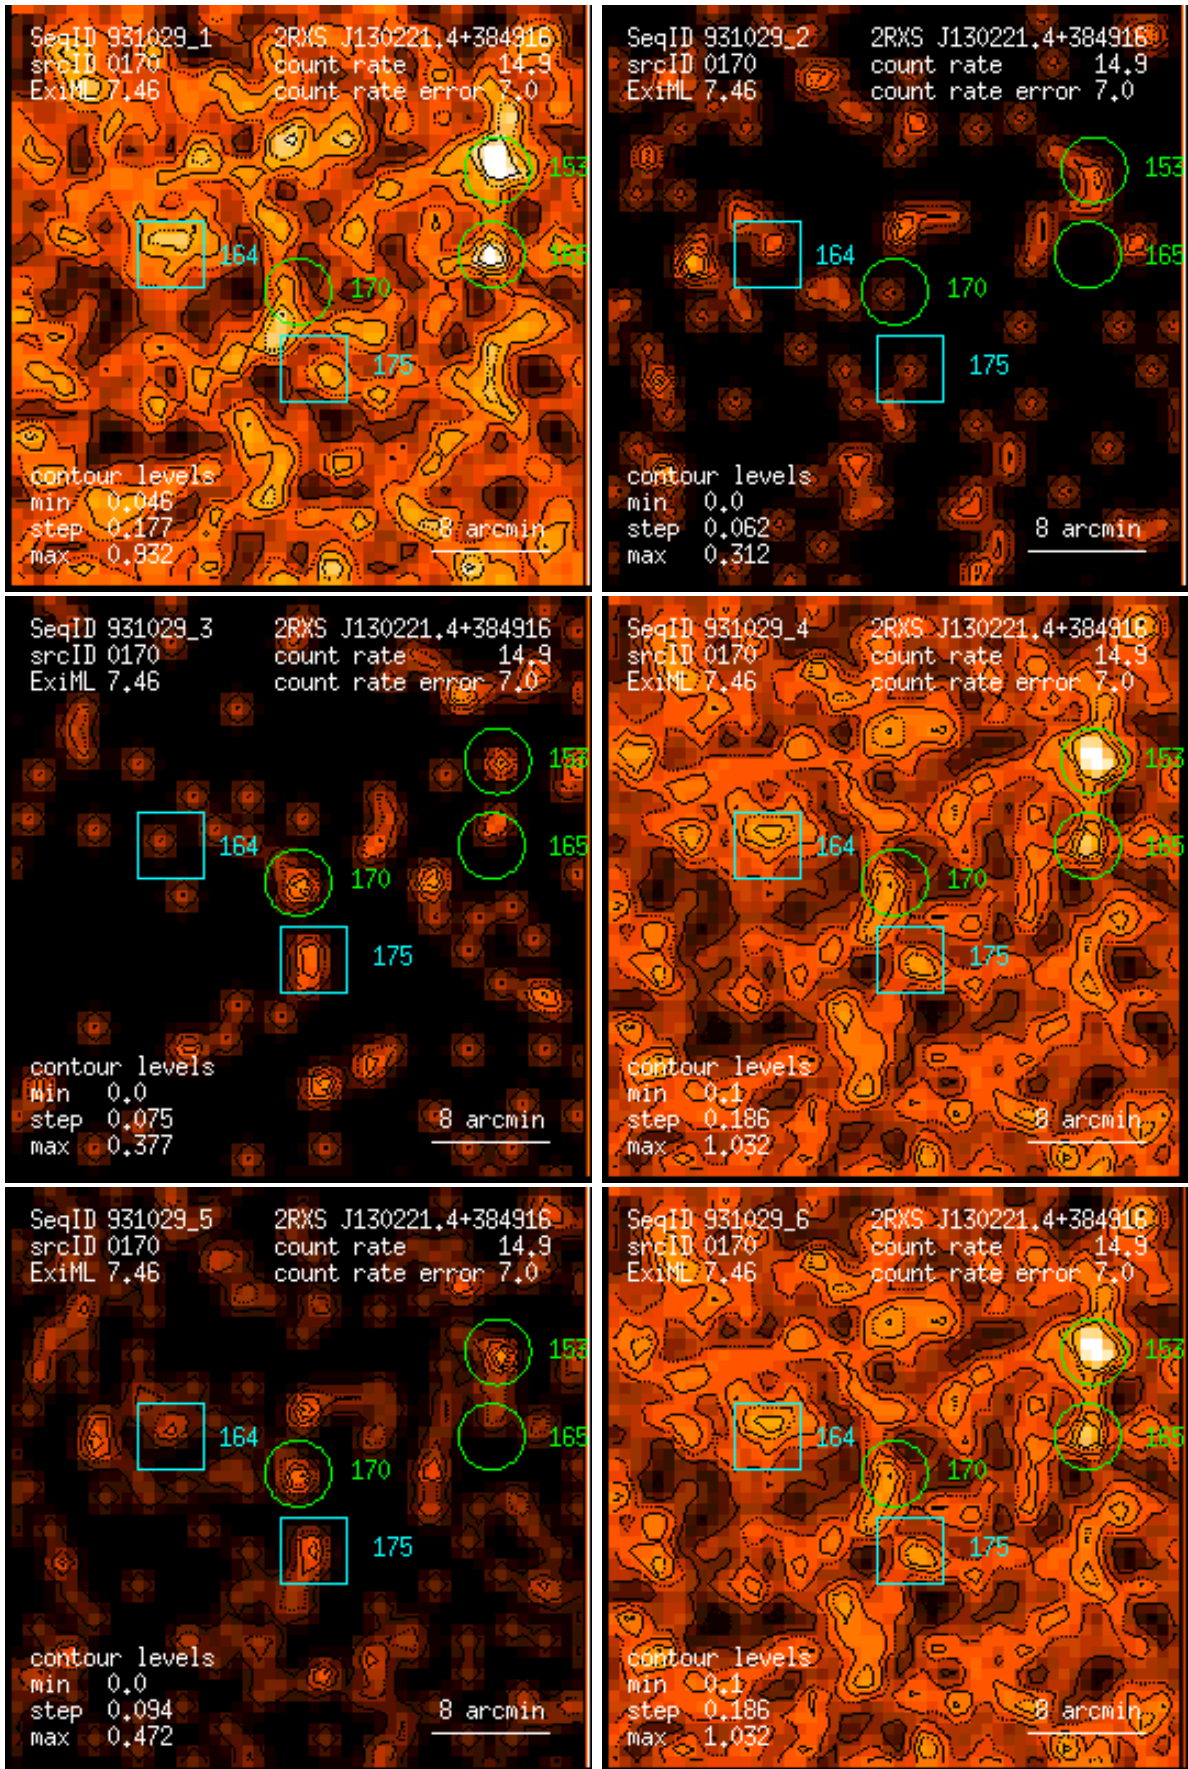 SeqID 931029_1 2RXS J130221.4+384916
srcID 0170 count rate 14.9
ExiML 7.46 count rate error 7.0
153
165
164
170
175
contour levels
min 0.046
step 0.177 8 arcmin
max 0.932
SeqID 931029_2 2RXS J130221.4+384916
srcID 0170 count rate 14.9
ExiML 7.46 count rate error 7.0
153
165
164
170
175
contour levels
min 0.0
step 0.062 8 arcmin
max 0.312
SeqID 931029_3 2RXS J130221.4+384916
srcID 0170 count rate 14.9
ExiML 7.46 count rate error 7.0
153
164
165
170
175
contour levels
min 0.0
step 0.075 8 arcmin
max 0.377
SeqID 931029_4 2RXS J130221.4+384916
srcID 0170 count rate 14.9
ExiML 7.46 count rate error 7.0
153
164
165
170
175
contour levels
min 0.1
step 0.186 8 arcmin
max 1.032
SeqID 931029_5 2RXS J130221.4+384916
srcID 0170 count rate 14.9
ExiML 7.46 count rate error 7.0
153
164
165
170
175
contour levels
min 0.0
step 0.094 8 arcmin
max 0.472
SeqID 931029_6 2RXS J130221.4+384916
srcID 0170 count rate 14.9
ExiML 7.46 count rate error 7.0
153
164
165
170
175
contour levels
min 0.1
step 0.186 8 arcmin
max 1.032